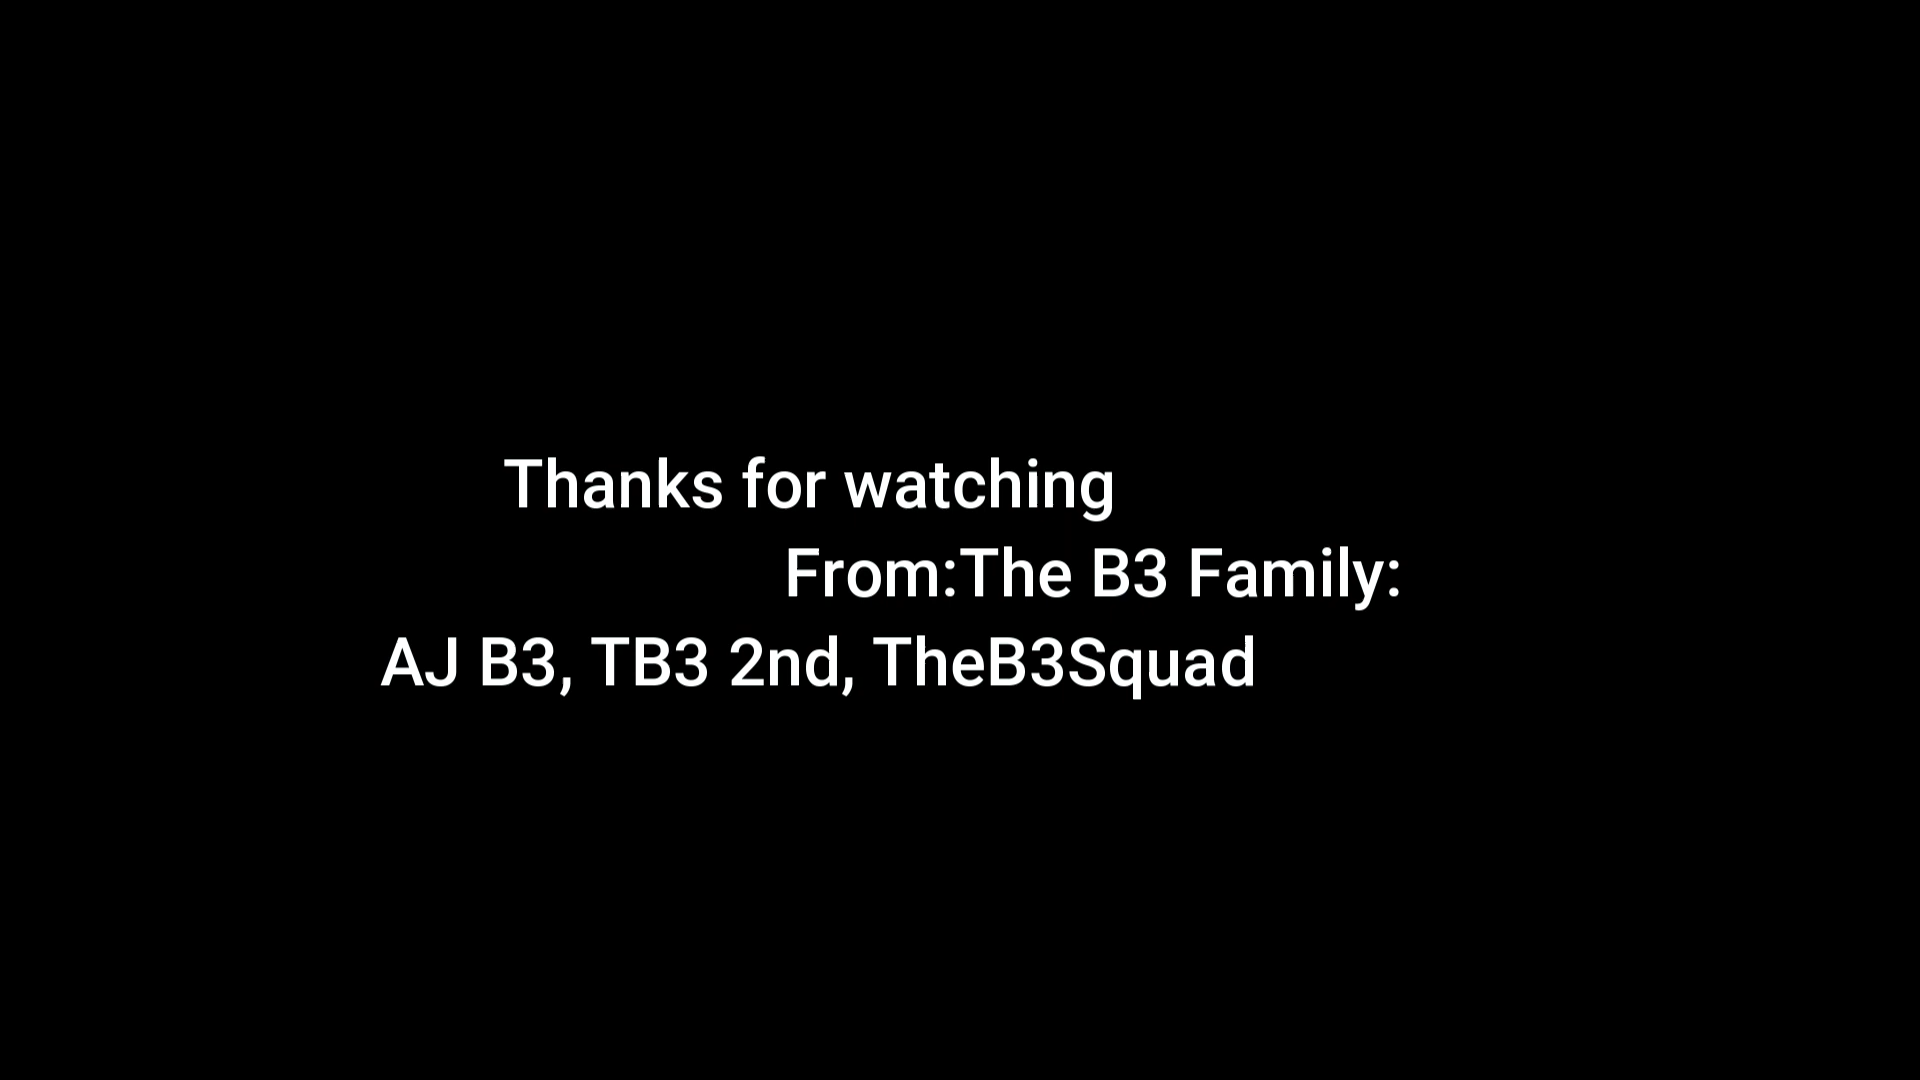 Thanks for watching
From:The B3 Family:
AJ B3, TB3 2nd, TheB3Squad